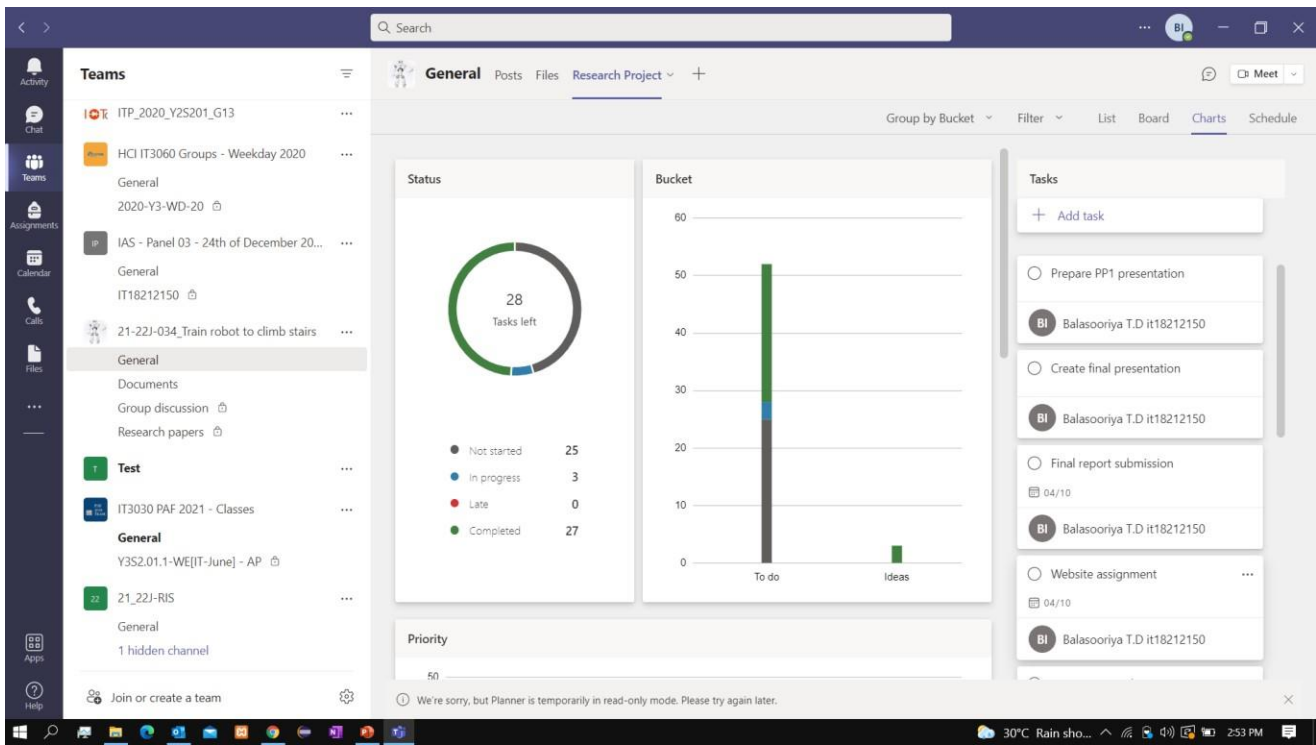 Search
BI
Activity
Chat
Teams
Assignments
Calendar
Calls
Files
Apps
Help
Teams
ITP_2020_Y2S201_G13
HCI IT3060 Groups - Weekday 2020
General
2020-Y3-WD-20
IP
IAS - Panel 03 - 24th of December 20...
General
IT18212150
21-22J-034_Train robot to climb stairs
General
Documents
Group discussion
Research papers
T
Test
IT3030 PAF 2021 - Classes
General
Y3S2.01.1-WE[IT-June] - AP
22
21_22J-RIS
General
1 hidden channel
Join or create a team
General Posts Files Research Project
Meet
Group by Bucket Filter List Board Charts Schedule
Status
28
Tasks left
Not started 25
In progress 3
Late 0
Completed 27
Bucket
60
50
40
30
20
10
0
To do Ideas
Priority
50
Tasks
Add task
Prepare PP1 presentation
BI Balasooriya T.D it18212150
Create final presentation
BI Balasooriya T.D it18212150
Final report submission
04/10
BI Balasooriya T.D it18212150
Website assignment
04/10
BI Balasooriya T.D it18212150
We're sorry, but Planner is temporarily in read-only mode. Please try again later.
30°C Rain sho... 2:53 PM